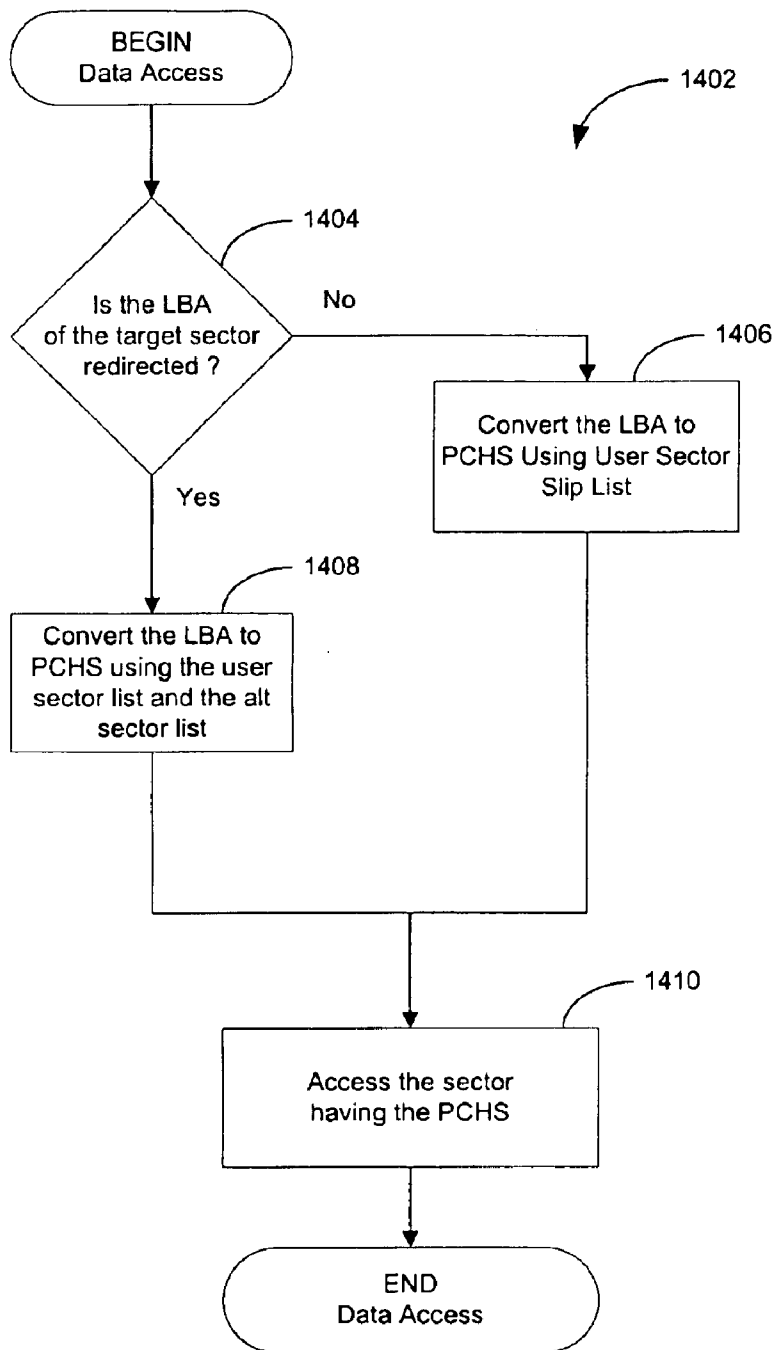 BEGIN
Data Access
1402
1404
Is the LBA
of the target sector
redirected ?
No
1406
Convert the LBA to
PCHS Using User Sector
Slip List
Yes
1408
Convert the LBA to
PCHS using the user
sector list and the alt
sector list
1410
Access the sector
having the PCHS
END
Data Access